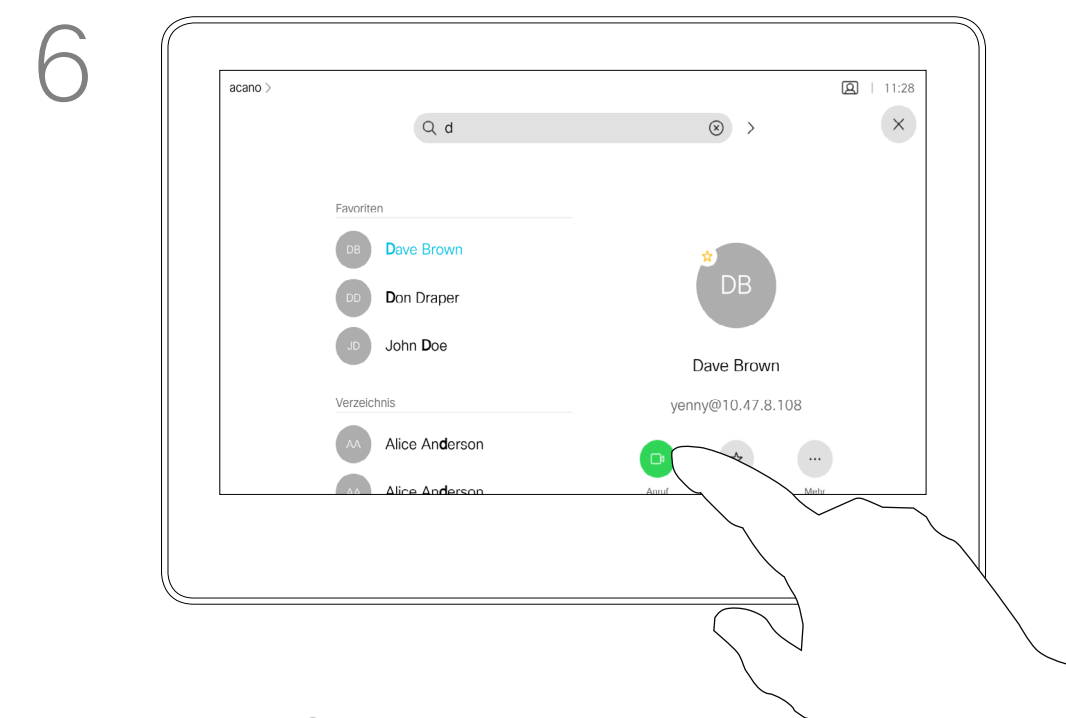 6
acano >
11:28
d
Favoriten
DB
Dave Brown
DD
Don Draper
JD
John Doe
DB
Dave Brown
yenny@10.47.8.108
Verzeichnis
AA
Alice Anderson
AA
Alice Anderson
Anruf
Mehr